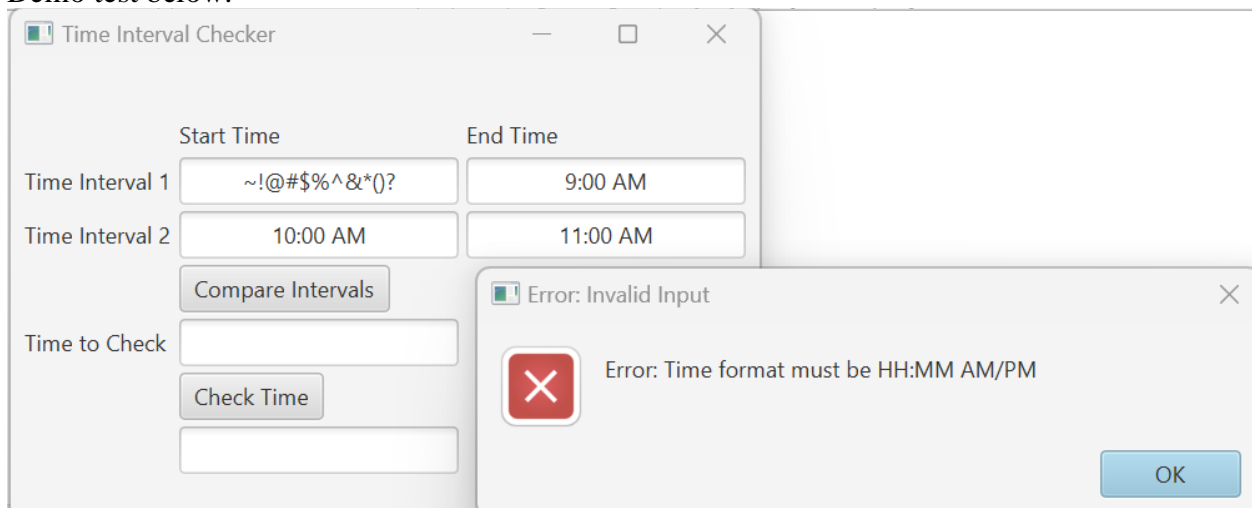 Demo test below.
Time Interval Checker
Start Time End Time
Time Interval 1 ~!@#$%^&*()? 9:00 AM
Time Interval 2 10:00 AM 11:00 AM
Compare Intervals
Error: Invalid Input
Time to Check
Error: Time format must be HH:MM AM/PM
Check Time
OK